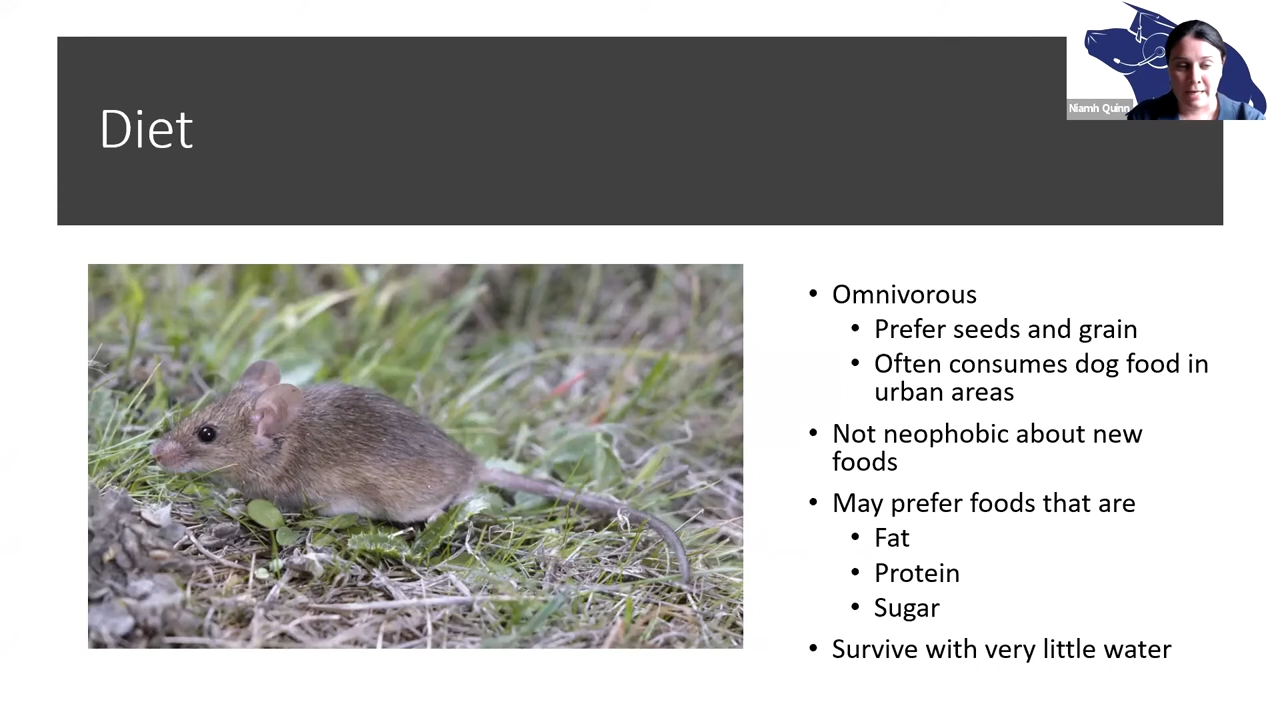 Diet
Niamh Quinn
• Omnivorous
• Prefer seeds and grain
• Often consumes dog food in
urban areas
• Not neophobic about new
foods
• May prefer foods that are
• Fat
• Protein
• Sugar
• Survive with very little water